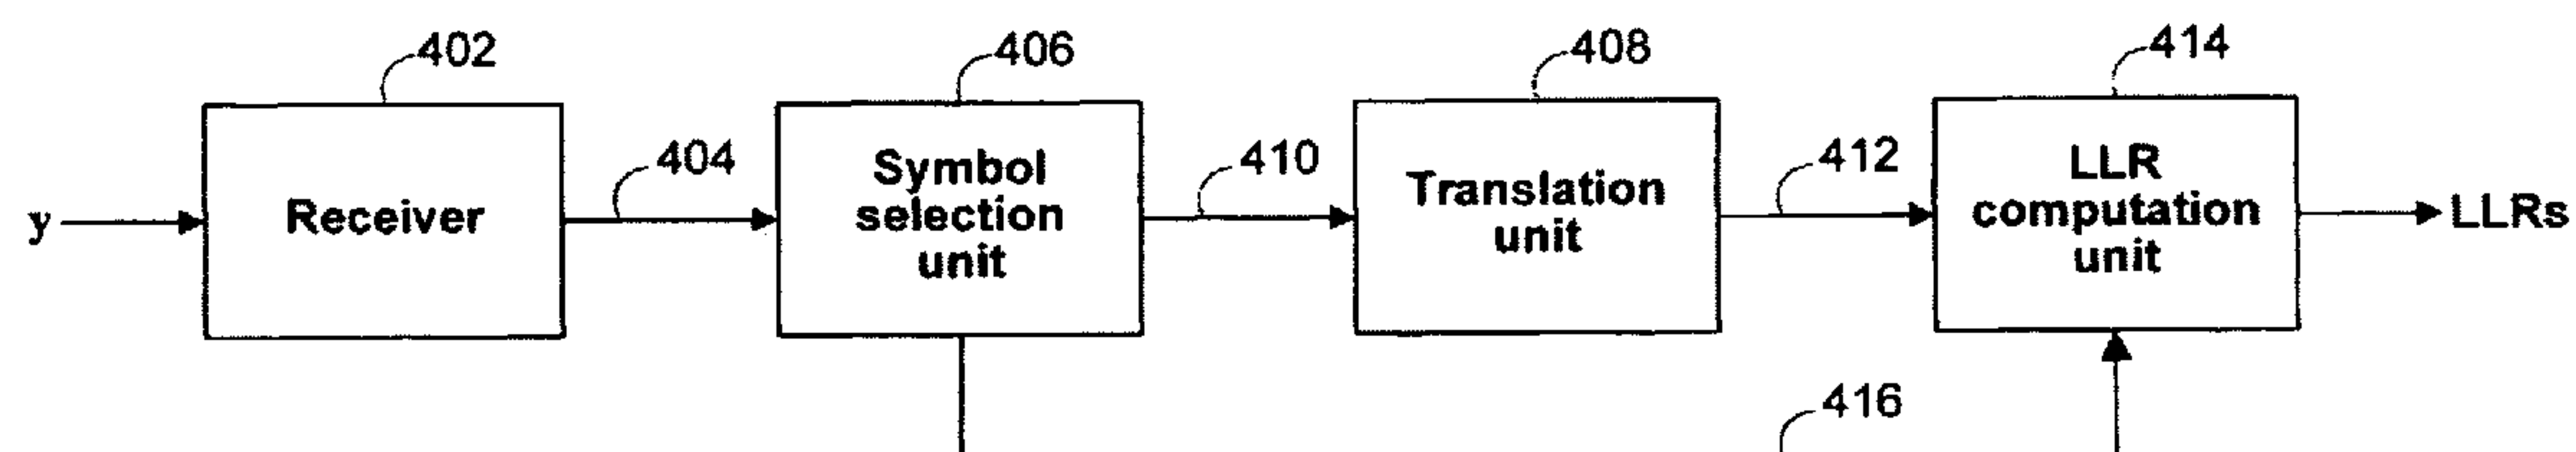 402
406
408
414
404
410
412
Receiver
Symbol
selection
unit
Translation
unit
LLR
computation
unit
y
LLRs
416